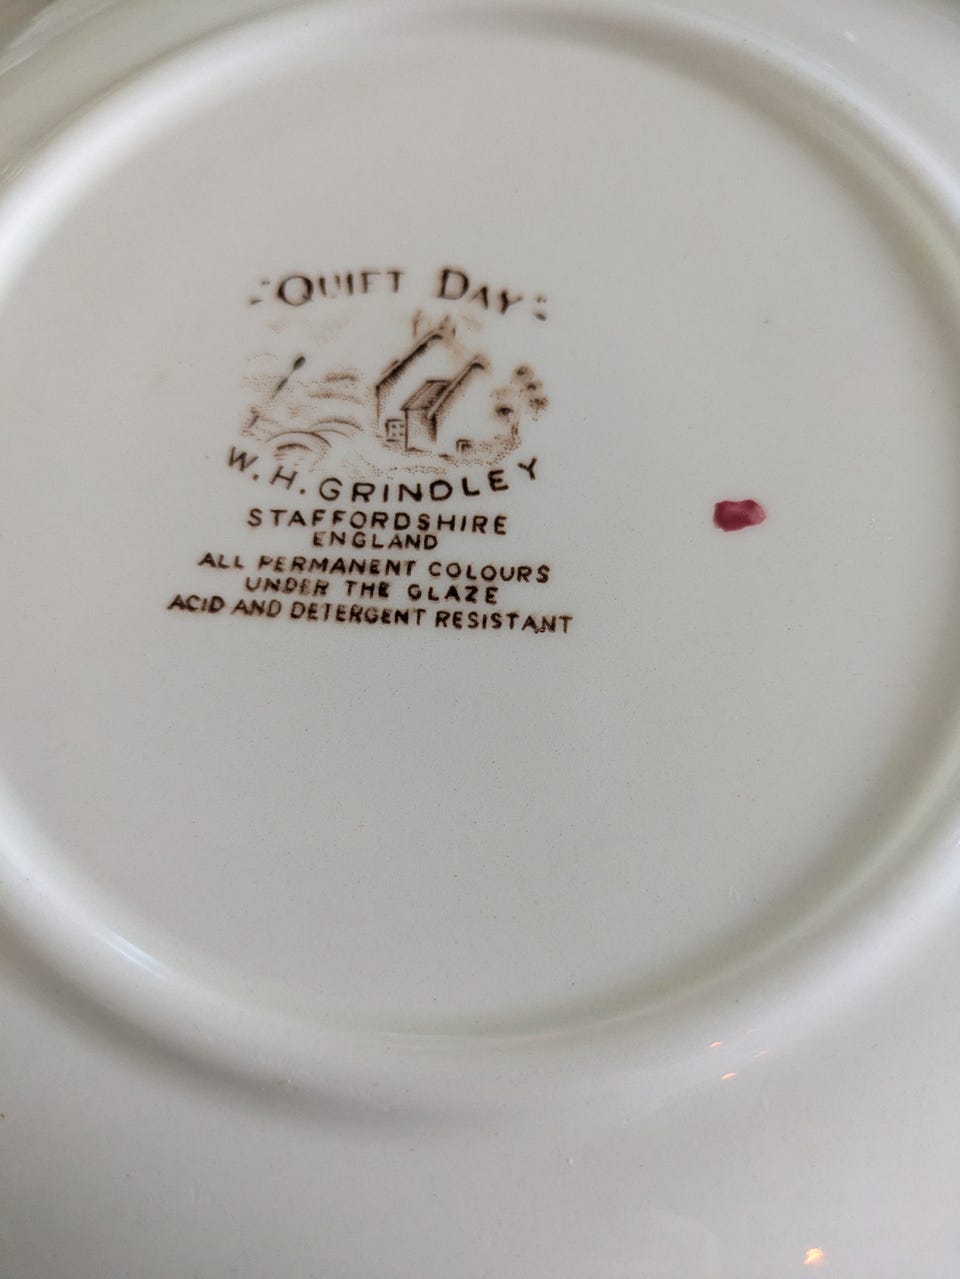 "QUIET DAY"
W.H.GRINDLEY
STAFFORDSHIRE
ENGLAND
ALL PERMANENT COLOURS
UNDER THE GLAZE
ACID AND DETERGENT RESISTANT